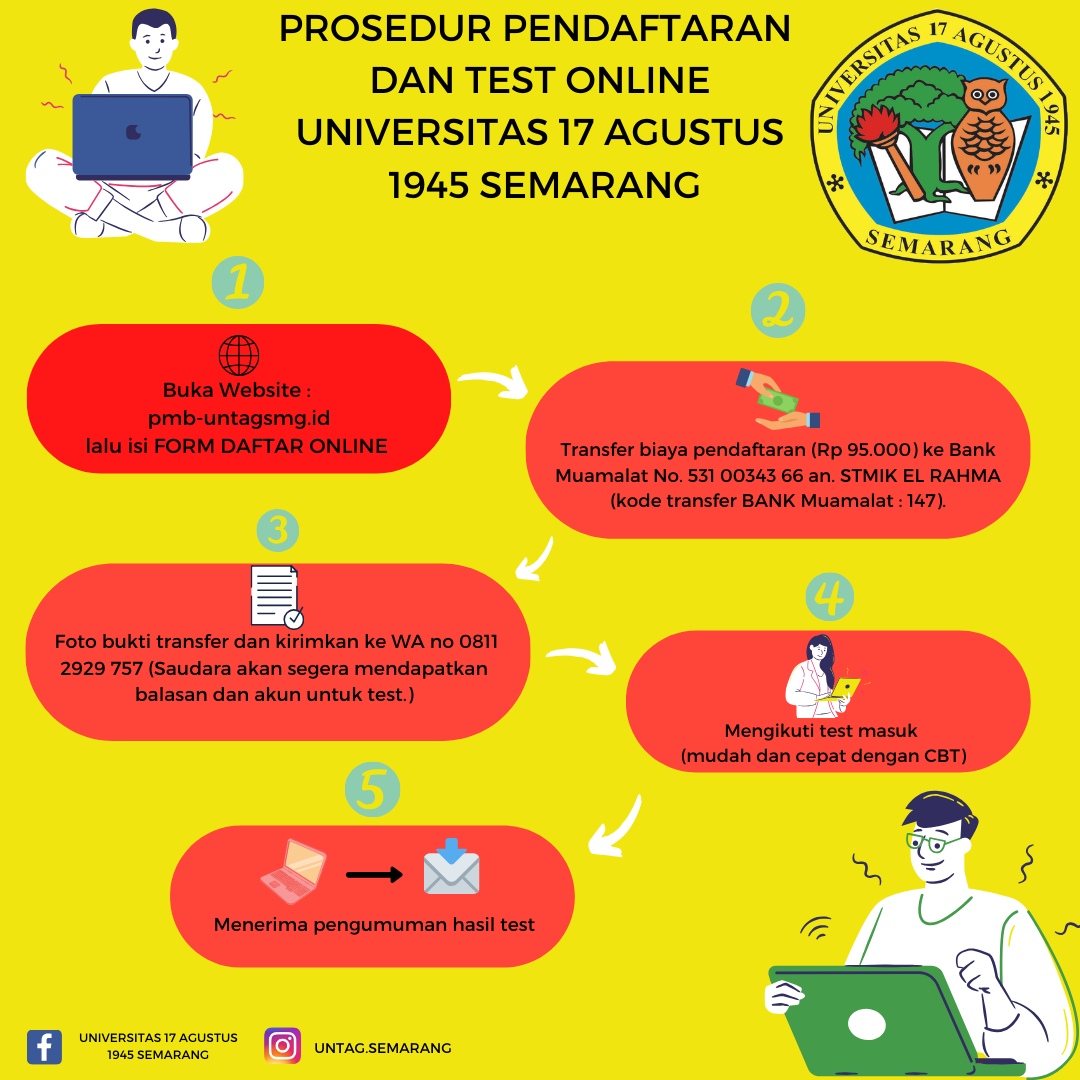 PROSEDUR PENDAFTARAN
DAN TEST ONLINE
UNIVERSITAS 17 AGUSTUS
1945 SEMARANG
UNIVERSITAS 17 AGUSTUS 1945
SEMARANG
1
Buka Website :
pmb-untagsmg.id
lalu isi FORM DAFTAR ONLINE
2
Transfer biaya pendaftaran (Rp 95.000) ke Bank
Muamalat No. 531 00343 66 an. STMIK EL RAHMA
(kode transfer BANK Muamalat : 147).
3
Foto bukti transfer dan kirimkan ke WA no 0811
2929 757 (Saudara akan segera mendapatkan
balasan dan akun untuk test.)
4
Mengikuti test masuk
(mudah dan cepat dengan CBT)
5
Menerima pengumuman hasil test
UNIVERSITAS 17 AGUSTUS
1945 SEMARANG
UNTAG.SEMARANG